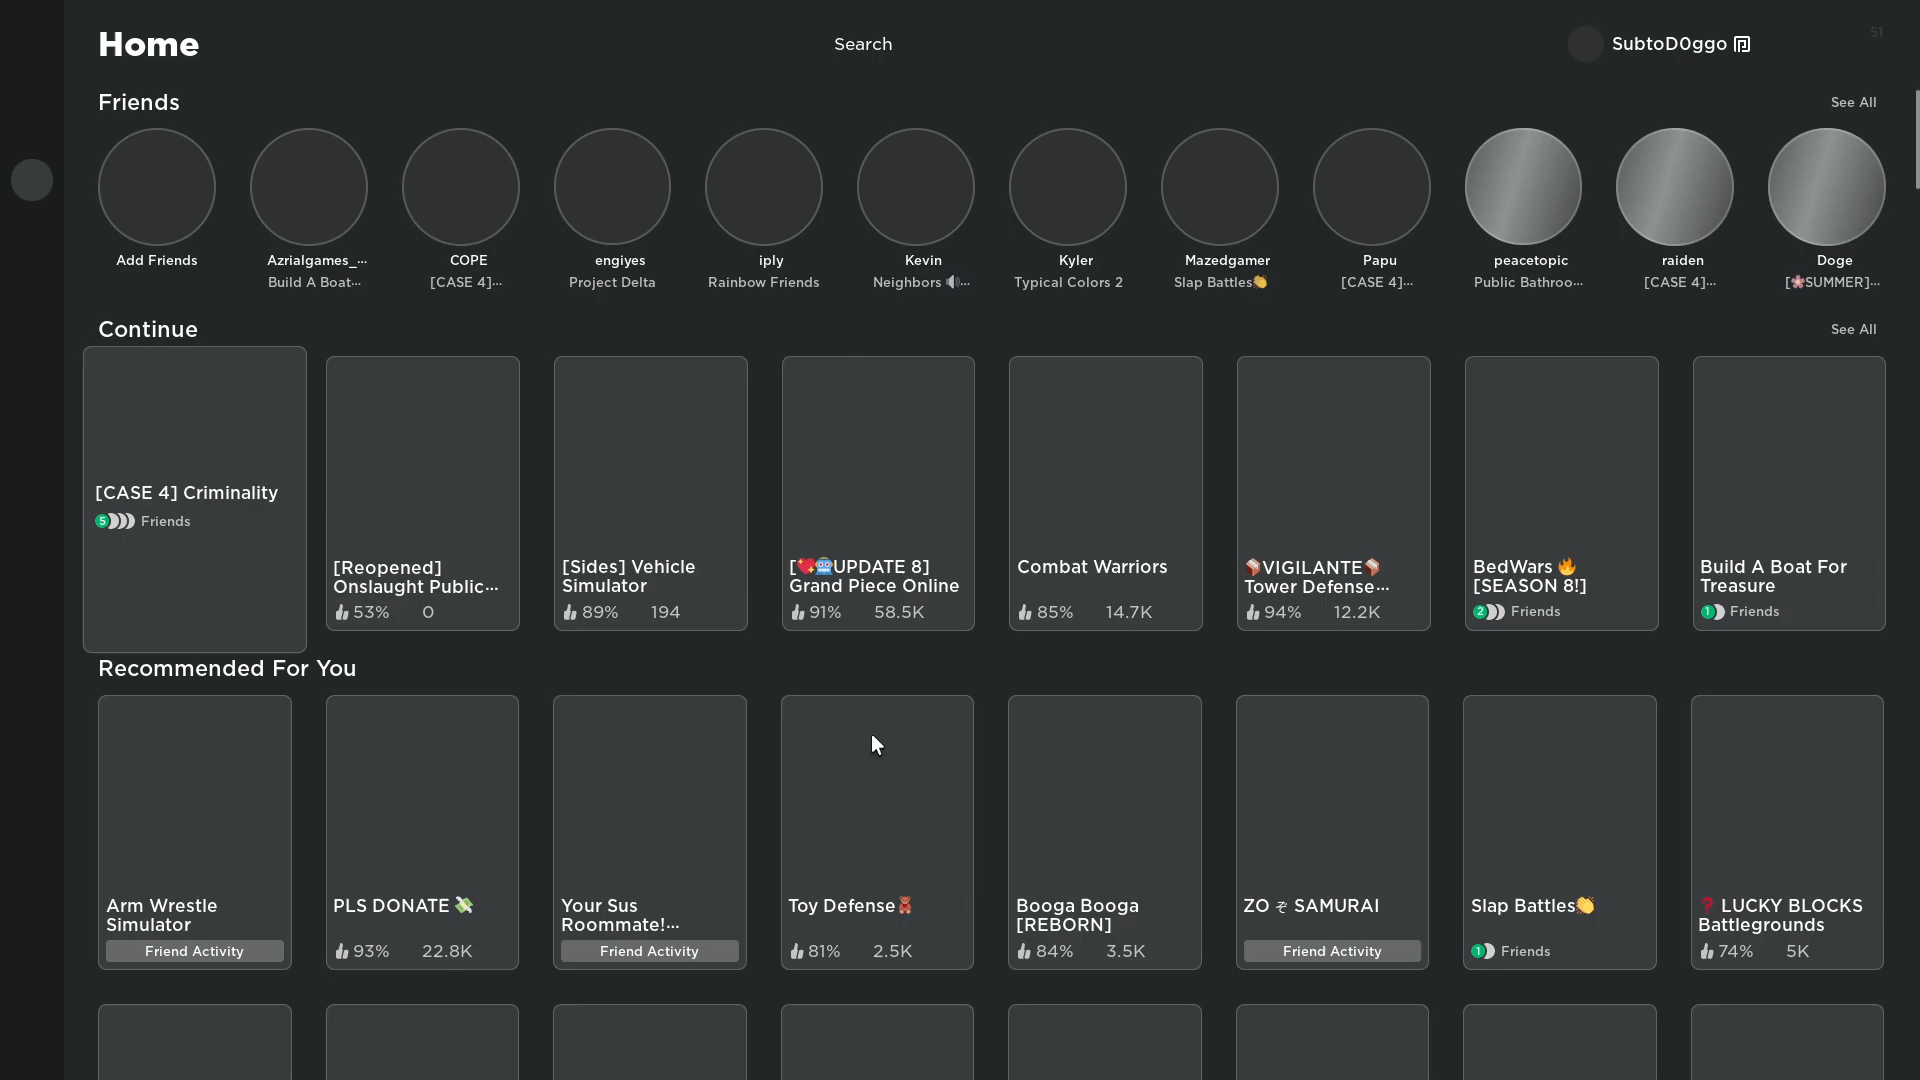 Home
Search
SubtoD0ggo
51
Friends
See All
Add Friends
Azrialgames_...
Build A Boat...
COPE
[CASE 4]...
engiyes
Project Delta
iply
Rainbow Friends
Kevin
Neighbors 🔊...
Kyler
Typical Colors 2
Mazedgamer
Slap Battles👏
Papu
[CASE 4]...
peacetopic
Public Bathroo...
raiden
[CASE 4]...
Doge
[🌸SUMMER]...
Continue
See All
[CASE 4] Criminality
5 Friends
[Reopened]
Onslaught Public...
53% 0
[Sides] Vehicle
Simulator
89% 194
[💖🥶UPDATE 8]
Grand Piece Online
91% 58.5K
Combat Warriors
85% 14.7K
VIGILANTE
Tower Defense...
94% 12.2K
BedWars 🔥
[SEASON 8!]
2 Friends
Build A Boat For
Treasure
1 Friends
Recommended For You
Arm Wrestle
Simulator
Friend Activity
PLS DONATE 💸
93% 22.8K
Your Sus
Roommate!...
Friend Activity
Toy Defense🧸
81% 2.5K
Booga Booga
[REBORN]
84% 3.5K
ZO ぞ SAMURAI
Friend Activity
Slap Battles👏
1 Friends
❓ LUCKY BLOCKS
Battlegrounds
74% 5K